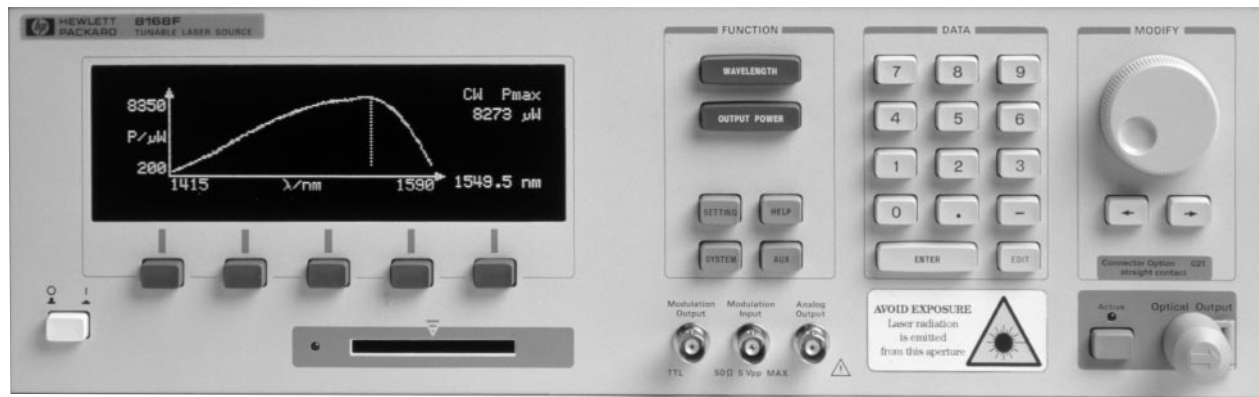 hp HEWLETT PACKARD
8168F
TUNABLE LASER SOURCE
8350
P/μW
200
1415
λ/nm
1590
CW Pmax
8273 μW
1549.5 nm
O I
FUNCTION
WAVELENGTH
OUTPUT POWER
SETTING HELP
SYSTEM AUX
DATA
7 8 9
4 5 6
1 2 3
0 . -
ENTER EDIT
MODIFY
← →
Connector Option 021
straight contact
Modulation Output
Modulation Input
Analog Output
TTL
50Ω 5 Vpp MAX
AVOID EXPOSURE
Laser radiation
is emitted
from this aperture
Active
Optical Output